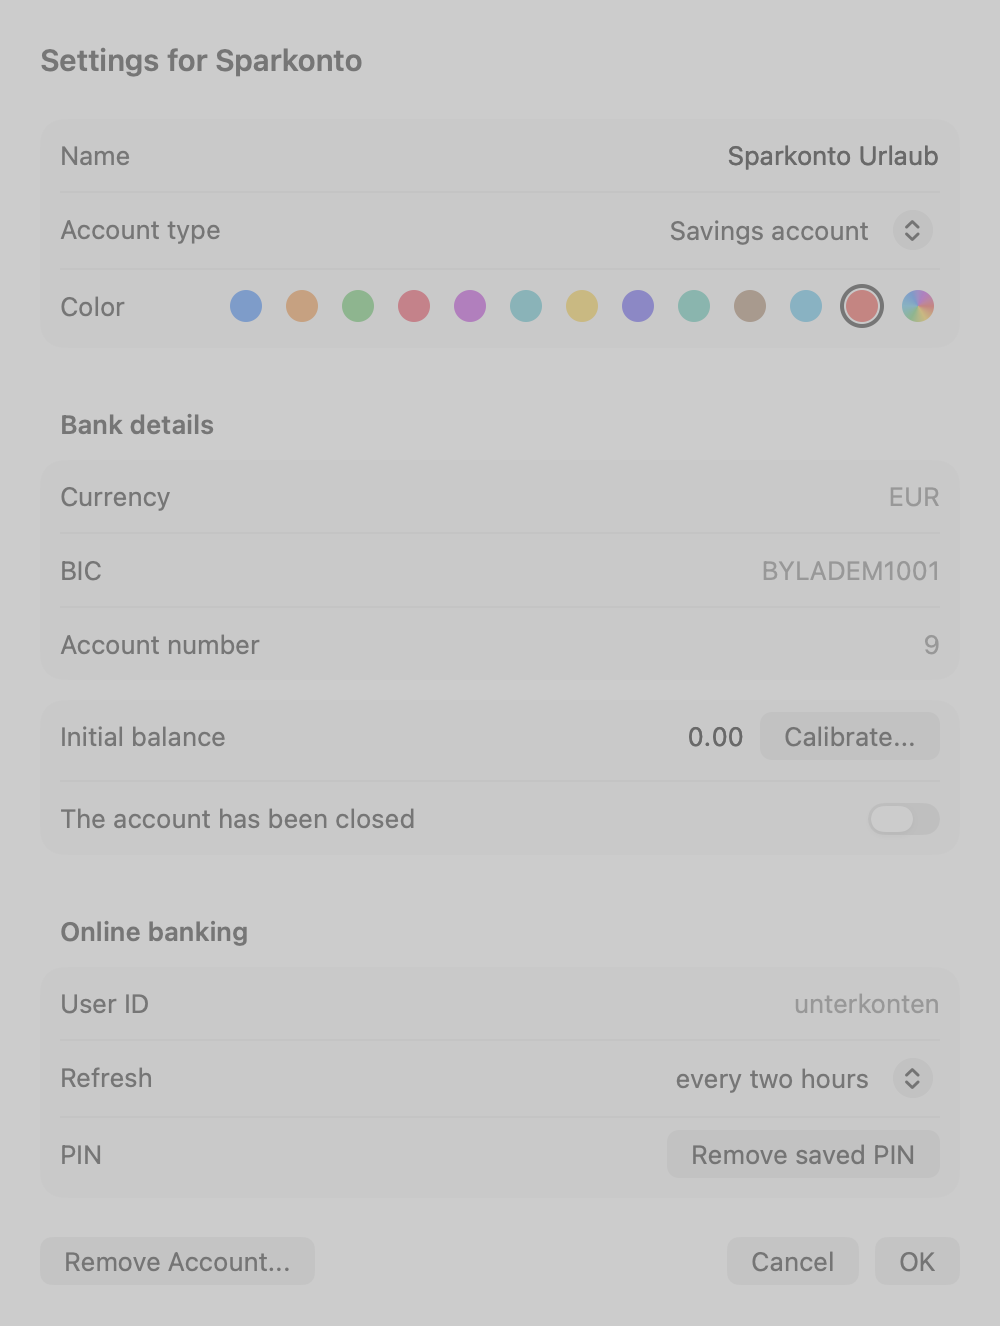 Settings for Sparkonto
Name Sparkonto Urlaub
Account type Savings account
Color
Bank details
Currency EUR
BIC BYLADEM1001
Account number 9
Initial balance 0.00 Calibrate...
The account has been closed
Online banking
User ID unterkonten
Refresh every two hours
PIN Remove saved PIN
Remove Account... Cancel OK